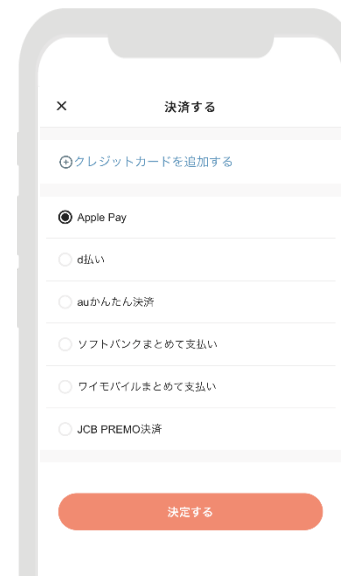 × 決済する
クレジットカードを追加する
Apple Pay
d払い
auかんたん決済
ソフトバンクまとめて支払い
ワイモバイルまとめて支払い
JCB PREMO決済
決定する